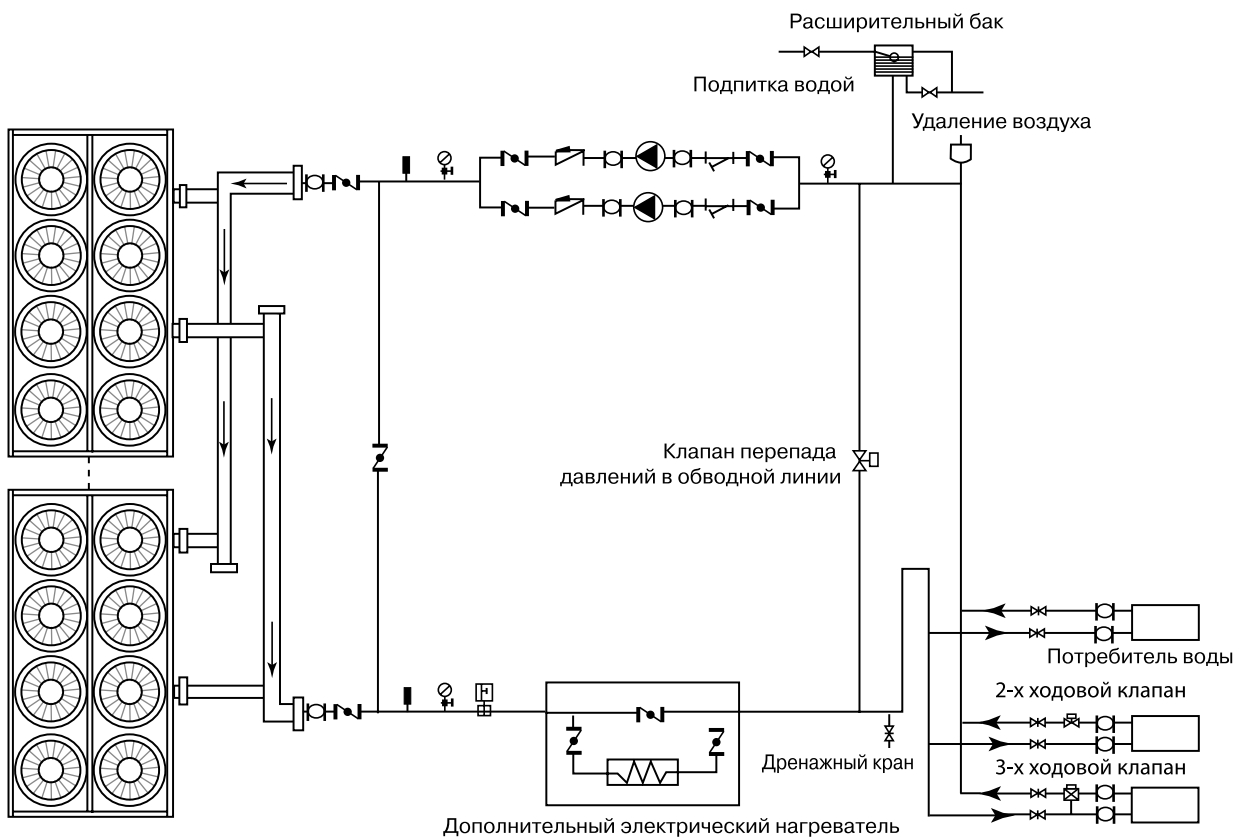 Расширительный бак
Подпитка водой
Удаление воздуха
Клапан перепада
давлений в обводной линии
Потребитель воды
2-х ходовой клапан
Дренажный кран
3-х ходовой клапан
Дополнительный электрический нагреватель